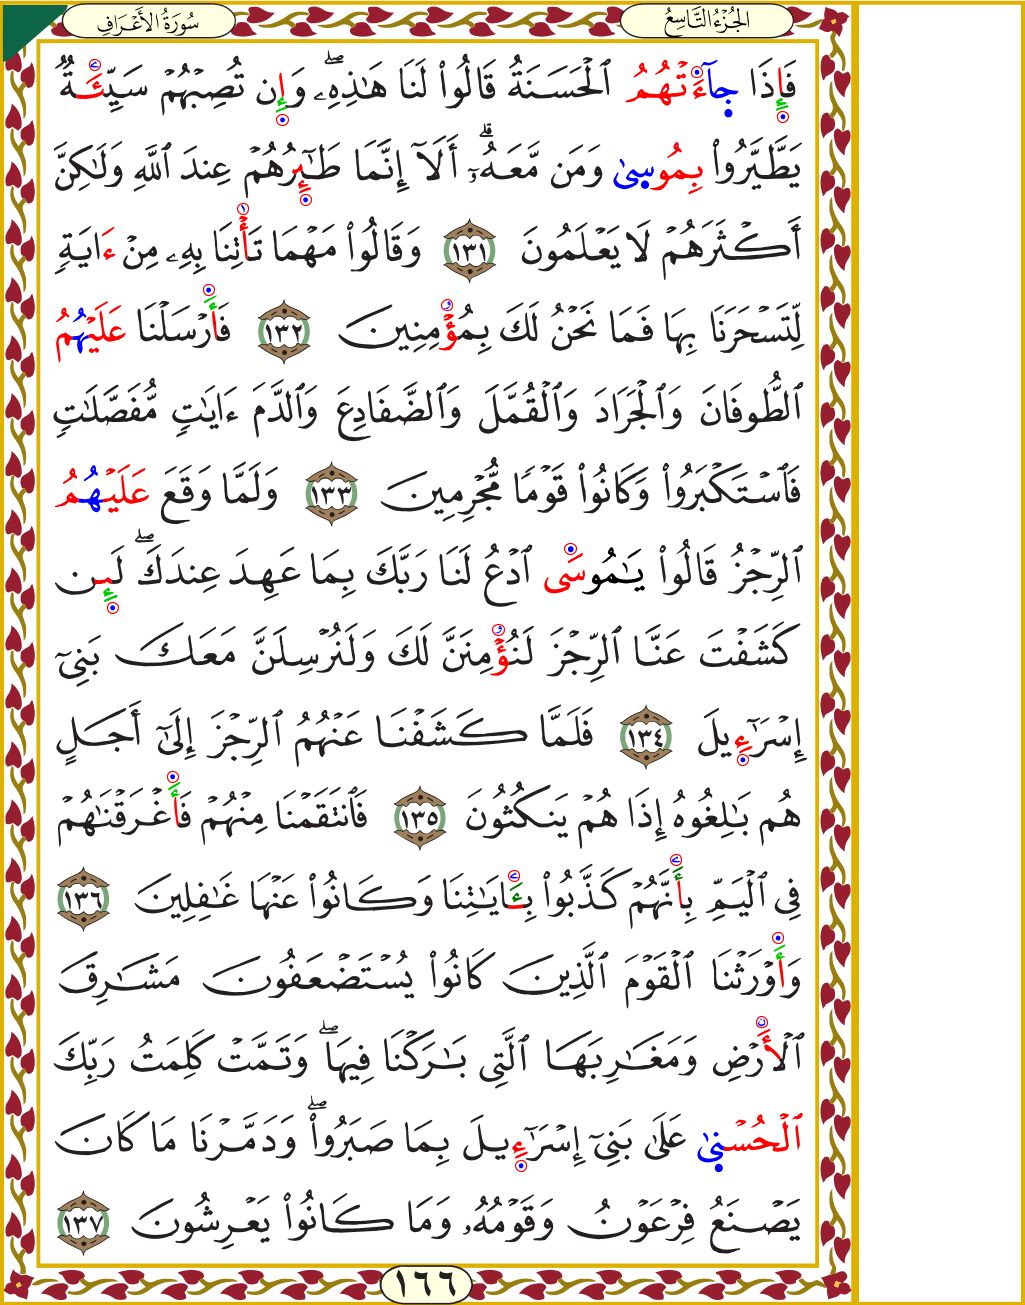 الجُزْءُ التَّاسِعُ
سُورَةُ الأَعْرَافِ
فَإِذَا جَآءَتْهُمُ ٱلْحَسَنَةُ قَالُوا۟ لَنَا هَـٰذِهِۦۖ وَإِن تُصِبْهُمْ سَيِّئَةٌ
يَطَّيَّرُوا۟ بِمُوسىٰ وَمَن مَّعَهُۥٓۗ أَلَآ إِنَّمَا طَـٰٓئِرُهُمْ عِندَ ٱللَّهِ وَلَـٰكِنَّ
أَكْثَرَهُمْ لَا يَعْلَمُونَ ١٣١ وَقَالُوا۟ مَهْمَا تَأْتِنَا بِهِۦ مِنْ ءَايَةٍ
لِّتَسْحَرَنَا بِهَا فَمَا نَحْنُ لَكَ بِمُؤْمِنِينَ ١٣٢ فَأَرْسَلْنَا عَلَيْهُمُ
ٱلطُّوفَانَ وَٱلْجَرَادَ وَٱلْقُمَّلَ وَٱلضَّفَادِعَ وَٱلدَّمَ ءَايَـٰتٍ مُّفَصَّلَـٰتٍ
فَٱسْتَكْبَرُوا۟ وَكَانُوا۟ قَوْمًا مُّجْرِمِينَ ١٣٣ وَلَمَّا وَقَعَ عَلَيْهُمُ
ٱلرِّجْزُ قَالُوا۟ يَـٰمُوسَى ٱدْعُ لَنَا رَبَّكَ بِمَا عَهِدَ عِندَكَۖ لَئِن
كَشَفْتَ عَنَّا ٱلرِّجْزَ لَنُؤْمِنَنَّ لَكَ وَلَنُرْسِلَنَّ مَعَكَ بَنِىٓ
إِسْرَٰٓءِيلَ ١٣٤ فَلَمَّا كَشَفْنَا عَنْهُمُ ٱلرِّجْزَ إِلَىٰٓ أَجَلٍ
هُم بَـٰلِغُوهُ إِذَا هُمْ يَنكُثُونَ ١٣٥ فَٱنتَقَمْنَا مِنْهُمْ فَأَغْرَقْنَـٰهُمْ
فِى ٱلْيَمِّ بِأَنَّهُمْ كَذَّبُوا۟ بِـَٔايَـٰتِنَا وَكَانُوا۟ عَنْهَا غَـٰفِلِينَ ١٣٦
وَأَوْرَثْنَا ٱلْقَوْمَ ٱلَّذِينَ كَانُوا۟ يُسْتَضْعَفُونَ مَشَـٰرِقَ
ٱلْأَرْضِ وَمَغَـٰرِبَهَا ٱلَّتِى بَـٰرَكْنَا فِيهَاۖ وَتَمَّتْ كَلِمَتُ رَبِّكَ
ٱلْحُسْنىٰ عَلَىٰ بَنِىٓ إِسْرَٰٓءِيلَ بِمَا صَبَرُوا۟ۖ وَدَمَّرْنَا مَا كَانَ
يَصْنَعُ فِرْعَوْنُ وَقَوْمُهُۥ وَمَا كَانُوا۟ يَعْرِشُونَ ١٣٧
١٦٦